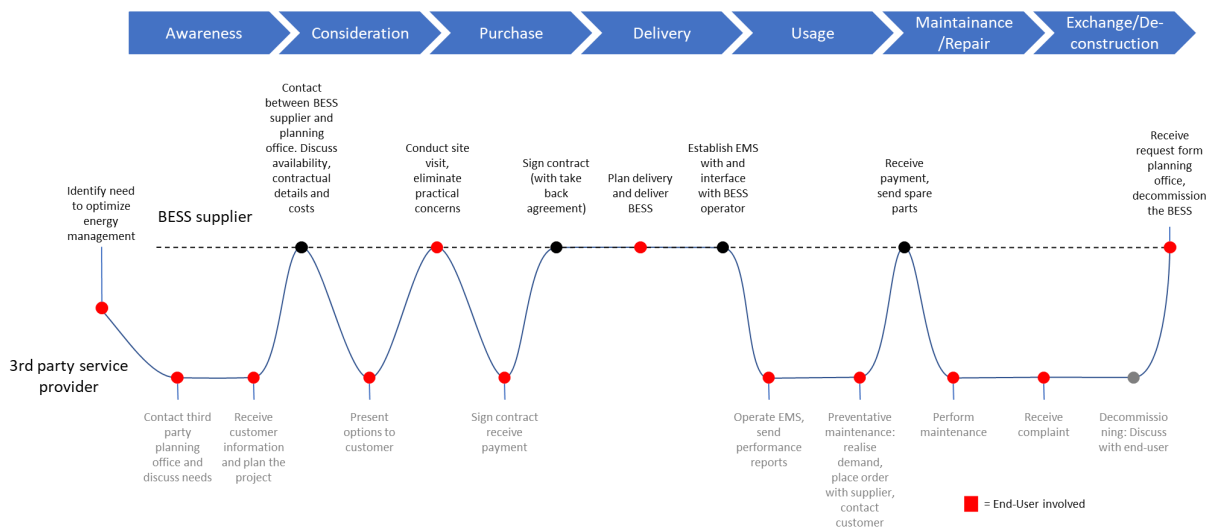 Awareness
Consideration
Purchase
Delivery
Usage
Maintainance
/Repair
Exchange/De-
construction
Identify need
to optimize
energy
management
BESS supplier
Contact
between BESS
supplier and
planning
office. Discuss
availability,
contractual
details and
costs
Conduct site
visit,
eliminate
practical
concerns
Sign contract
(with take
back
agreement)
Plan delivery
and deliver
BESS
Establish EMS
with and
interface
with BESS
operator
Receive
payment,
send spare
parts
Receive
request form
planning
office,
decommission
the BESS
3rd party service
provider
Contact third
party
planning
office and
discuss needs
Receive
customer
information
and plan the
project
Present
options to
customer
Sign contract
receive
payment
Operate EMS,
send
performance
reports
Preventative
maintenance:
realise
demand,
place order
with supplier,
contact
customer
Perform
maintenance
Receive
complaint
Decommissio
ning: Discuss
with end-user
= End-User involved